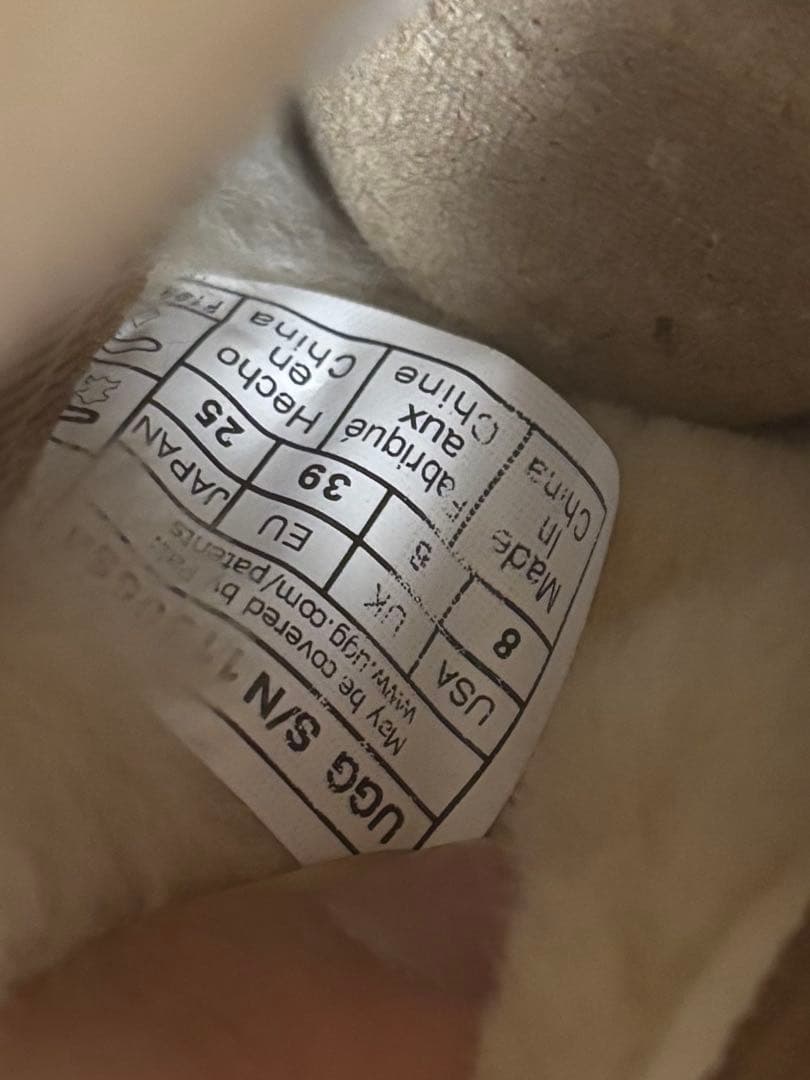 UGG S/N
May be covered by
www.ugg.com/patents
USA UK EU JAPAN
8 39 25
Made
In
China
Fabriqué
aux
Chine
Hecho
en
China